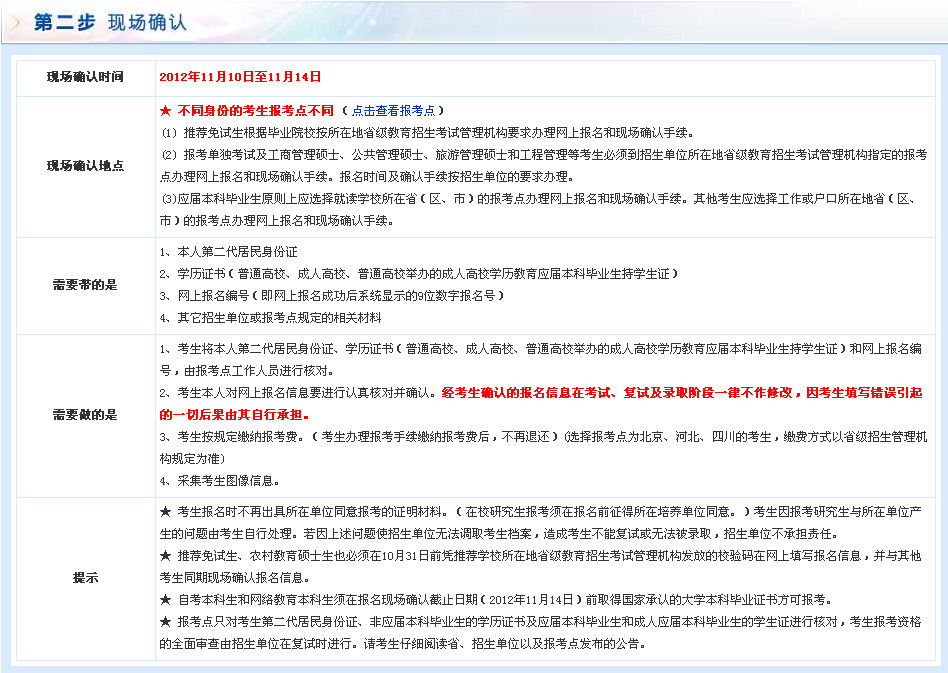 第二步 现场确认
现场确认时间
2012年11月10日至11月14日
现场确认地点
★ 不同身份的考生报考点不同 （点击查看报考点）
(1) 推荐免试生根据毕业院校按所在地省级教育招生考试管理机构要求办理网上报名和现场确认手续。
(2) 报考单独考试及工商管理硕士、公共管理硕士、旅游管理硕士和工程管理等考生必须到招生单位所在地省级教育招生考试管理机构指定的报考
点办理网上报名和现场确认手续。报名时间及确认手续按招生单位的要求办理。
(3)应届本科毕业生原则上应选择就读学校所在省（区、市）的报考点办理网上报名和现场确认手续。其他考生应选择工作或户口所在地省（区、
市）的报考点办理网上报名和现场确认手续。
需要带的是
1、本人第二代居民身份证
2、学历证书（普通高校、成人高校、普通高校举办的成人高校学历教育应届本科毕业生持学生证）
3、网上报名编号（即网上报名成功后系统显示的9位数字报名号）
4、其它招生单位或报考点规定的相关材料
需要做的是
1、考生将本人第二代居民身份证、学历证书（普通高校、成人高校、普通高校举办的成人高校学历教育应届本科毕业生持学生证）和网上报名编
号，由报考点工作人员进行核对。
2、考生本人对网上报名信息要进行认真核对并确认。经考生确认的报名信息在考试、复试及录取阶段一律不作修改，因考生填写错误引起
的一切后果由其自行承担。
3、考生按规定缴纳报考费。（考生办理报考手续缴纳报考费后，不再退还）(选择报考点为北京、河北、四川的考生，缴费方式以省级招生管理机
构规定为准)
4、采集考生图像信息。
提示
★ 考生报名时不再出具所在单位同意报考的证明材料。（在校研究生报考须在报名前征得所在培养单位同意。）考生因报考研究生与所在单位产
生的问题由考生自行处理。若因上述问题使招生单位无法调取考生档案，造成考生不能复试或无法被录取，招生单位不承担责任。
★ 推荐免试生、农村教育硕士生也必须在10月31日前凭推荐学校所在地省级教育招生考试管理机构发放的校验码在网上填写报名信息，并与其他
考生同期现场确认报名信息。
★ 自考本科生和网络教育本科生须在报名现场确认截止日期（2012年11月14日）前取得国家承认的大学本科毕业证书方可报考。
★ 报考点只对考生第二代居民身份证、非应届本科毕业生的学历证书及应届本科毕业生和成人应届本科毕业生的学生证进行核对，考生报考资格
的全面审查由招生单位在复试时进行。请考生仔细阅读省、招生单位以及报考点发布的公告。